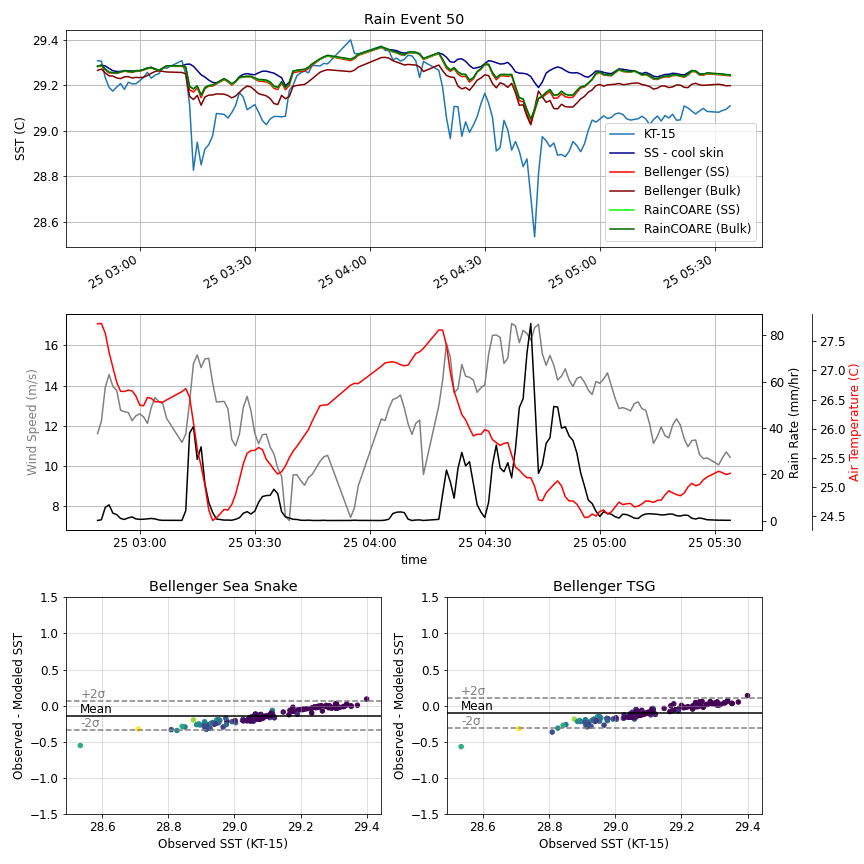 Rain Event 50
SST (C)
29.4
29.2
29.0
28.8
28.6
KT-15
SS - cool skin
Bellenger (SS)
Bellenger (Bulk)
RainCOARE (SS)
RainCOARE (Bulk)
25 03:00
25 03:30
25 04:00
25 04:30
25 05:00
25 05:30
Wind Speed (m/s)
16
14
12
10
8
80
60
40
20
0
Rain Rate (mm/hr)
27.5
27.0
26.5
26.0
25.5
25.0
24.5
Air Temperature (C)
25 03:00
25 03:30
25 04:00
25 04:30
25 05:00
25 05:30
time
Bellenger Sea Snake
Observed - Modeled SST
1.5
1.0
0.5
0.0
−0.5
−1.0
−1.5
+2σ
Mean
-2σ
28.6
28.8
29.0
29.2
29.4
Observed SST (KT-15)
Bellenger TSG
Observed - Modeled SST
1.5
1.0
0.5
0.0
−0.5
−1.0
−1.5
+2σ
Mean
-2σ
28.6
28.8
29.0
29.2
29.4
Observed SST (KT-15)